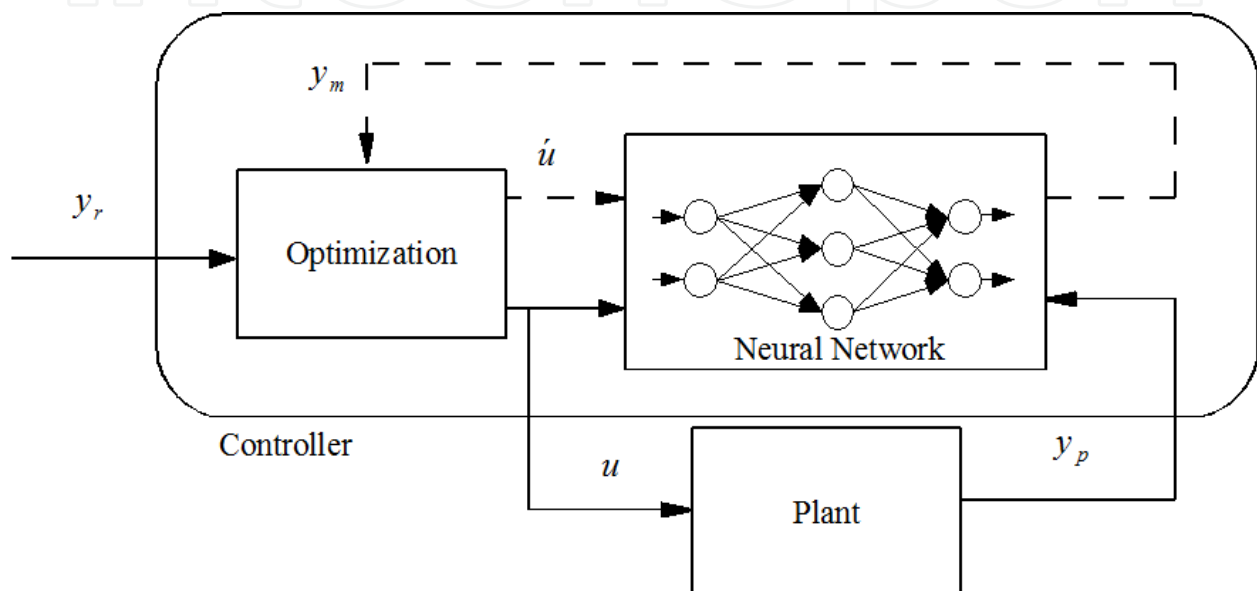 y_m
ú
y_r
Optimization
Neural Network
Controller
y_p
u
Plant